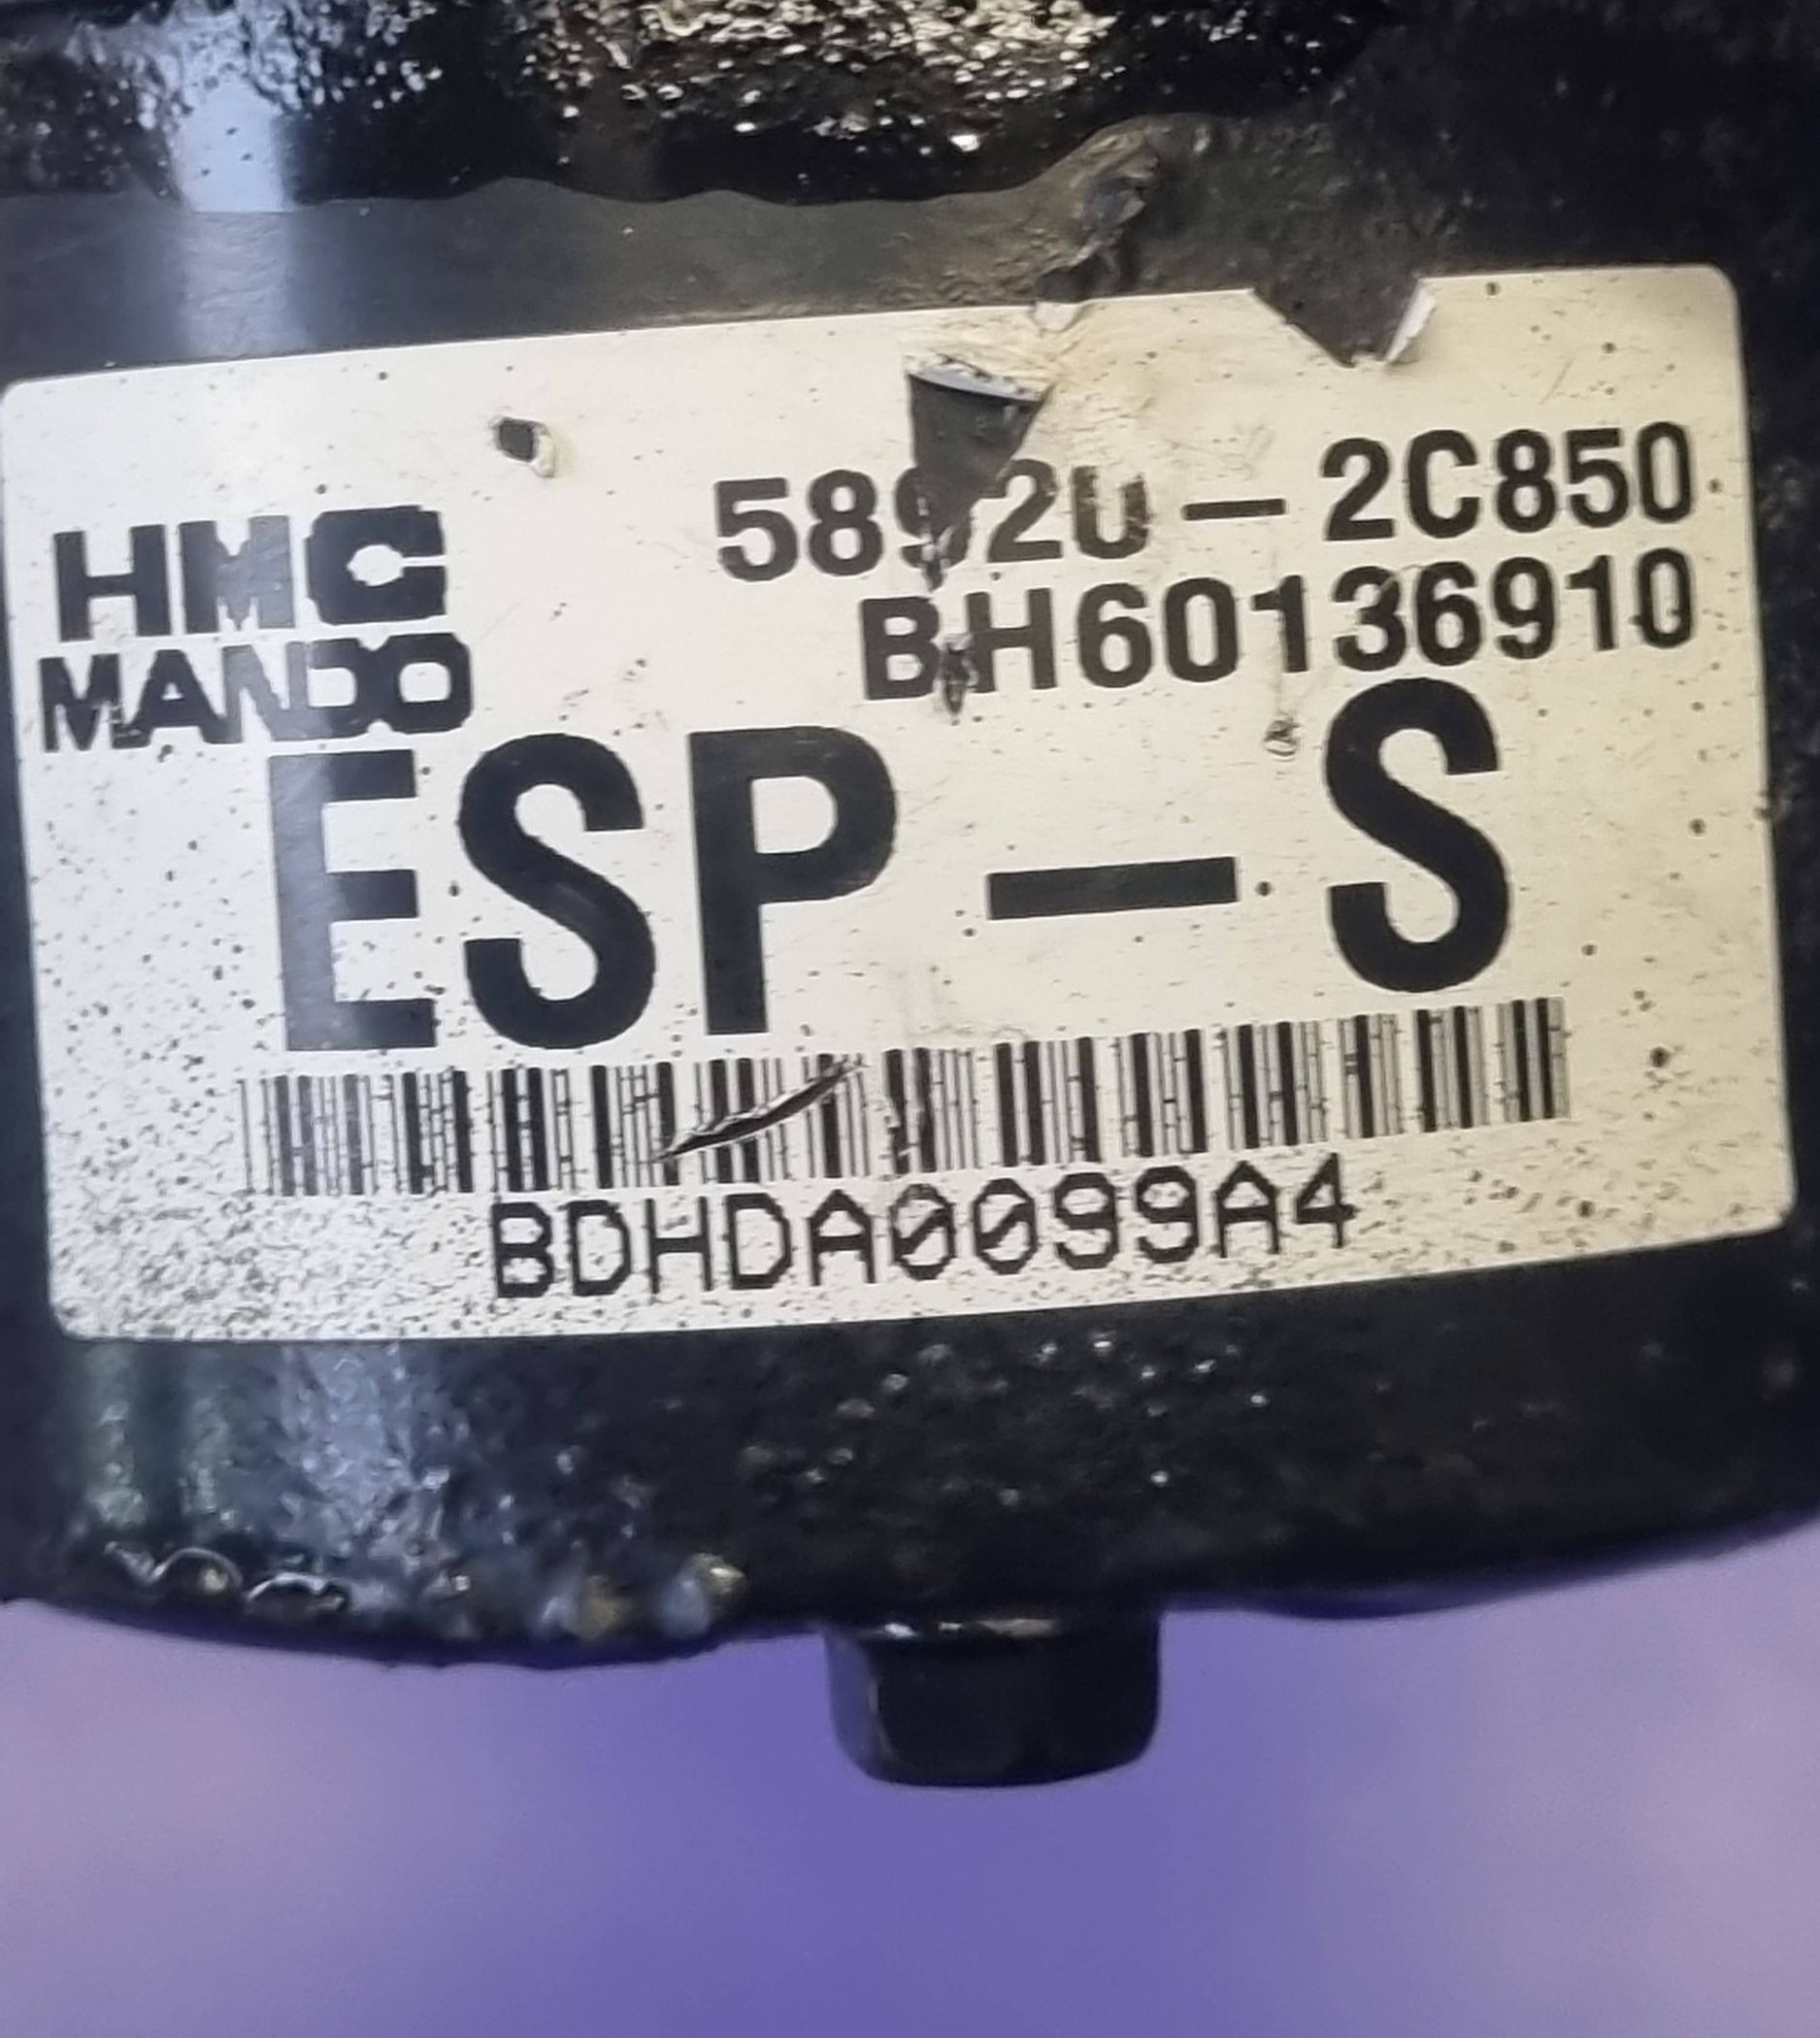 HMC
MANDO
58920-2C850
BH60136910
ESP-S
BDHDA0099A4